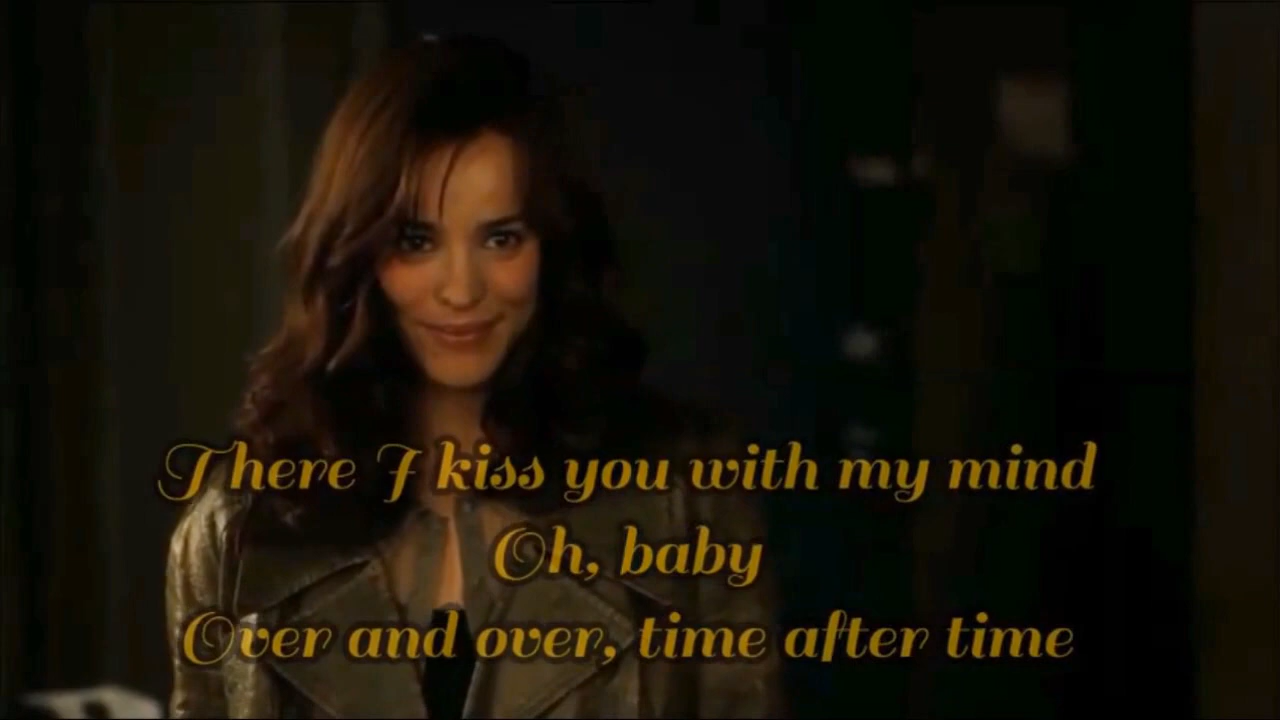 There I kiss you with my mind
Oh, baby
Over and over, time after time